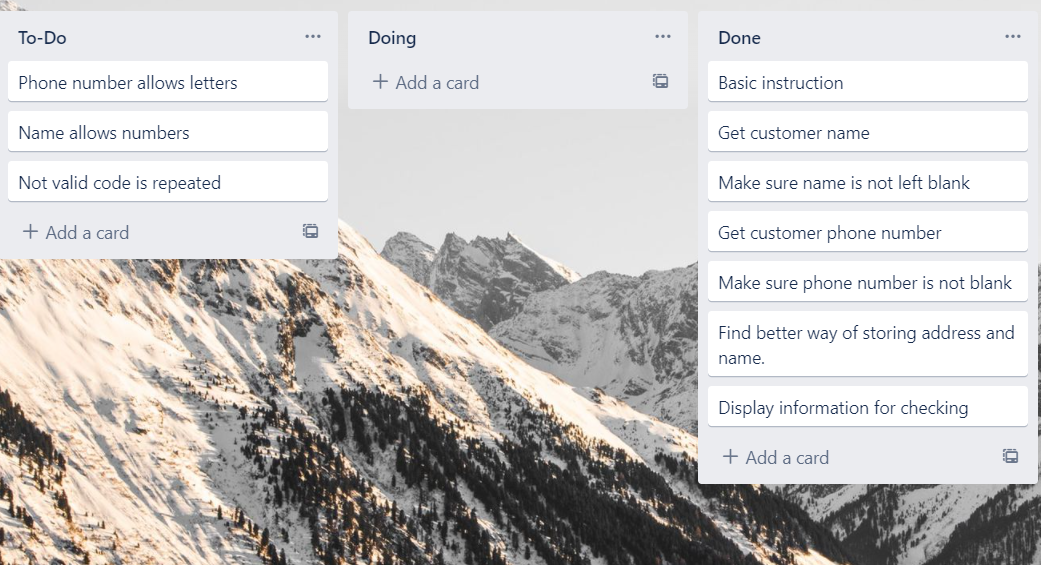 To-Do
Phone number allows letters
Name allows numbers
Not valid code is repeated
+ Add a card
Doing
+ Add a card
Done
Basic instruction
Get customer name
Make sure name is not left blank
Get customer phone number
Make sure phone number is not blank
Find better way of storing address and
name.
Display information for checking
+ Add a card